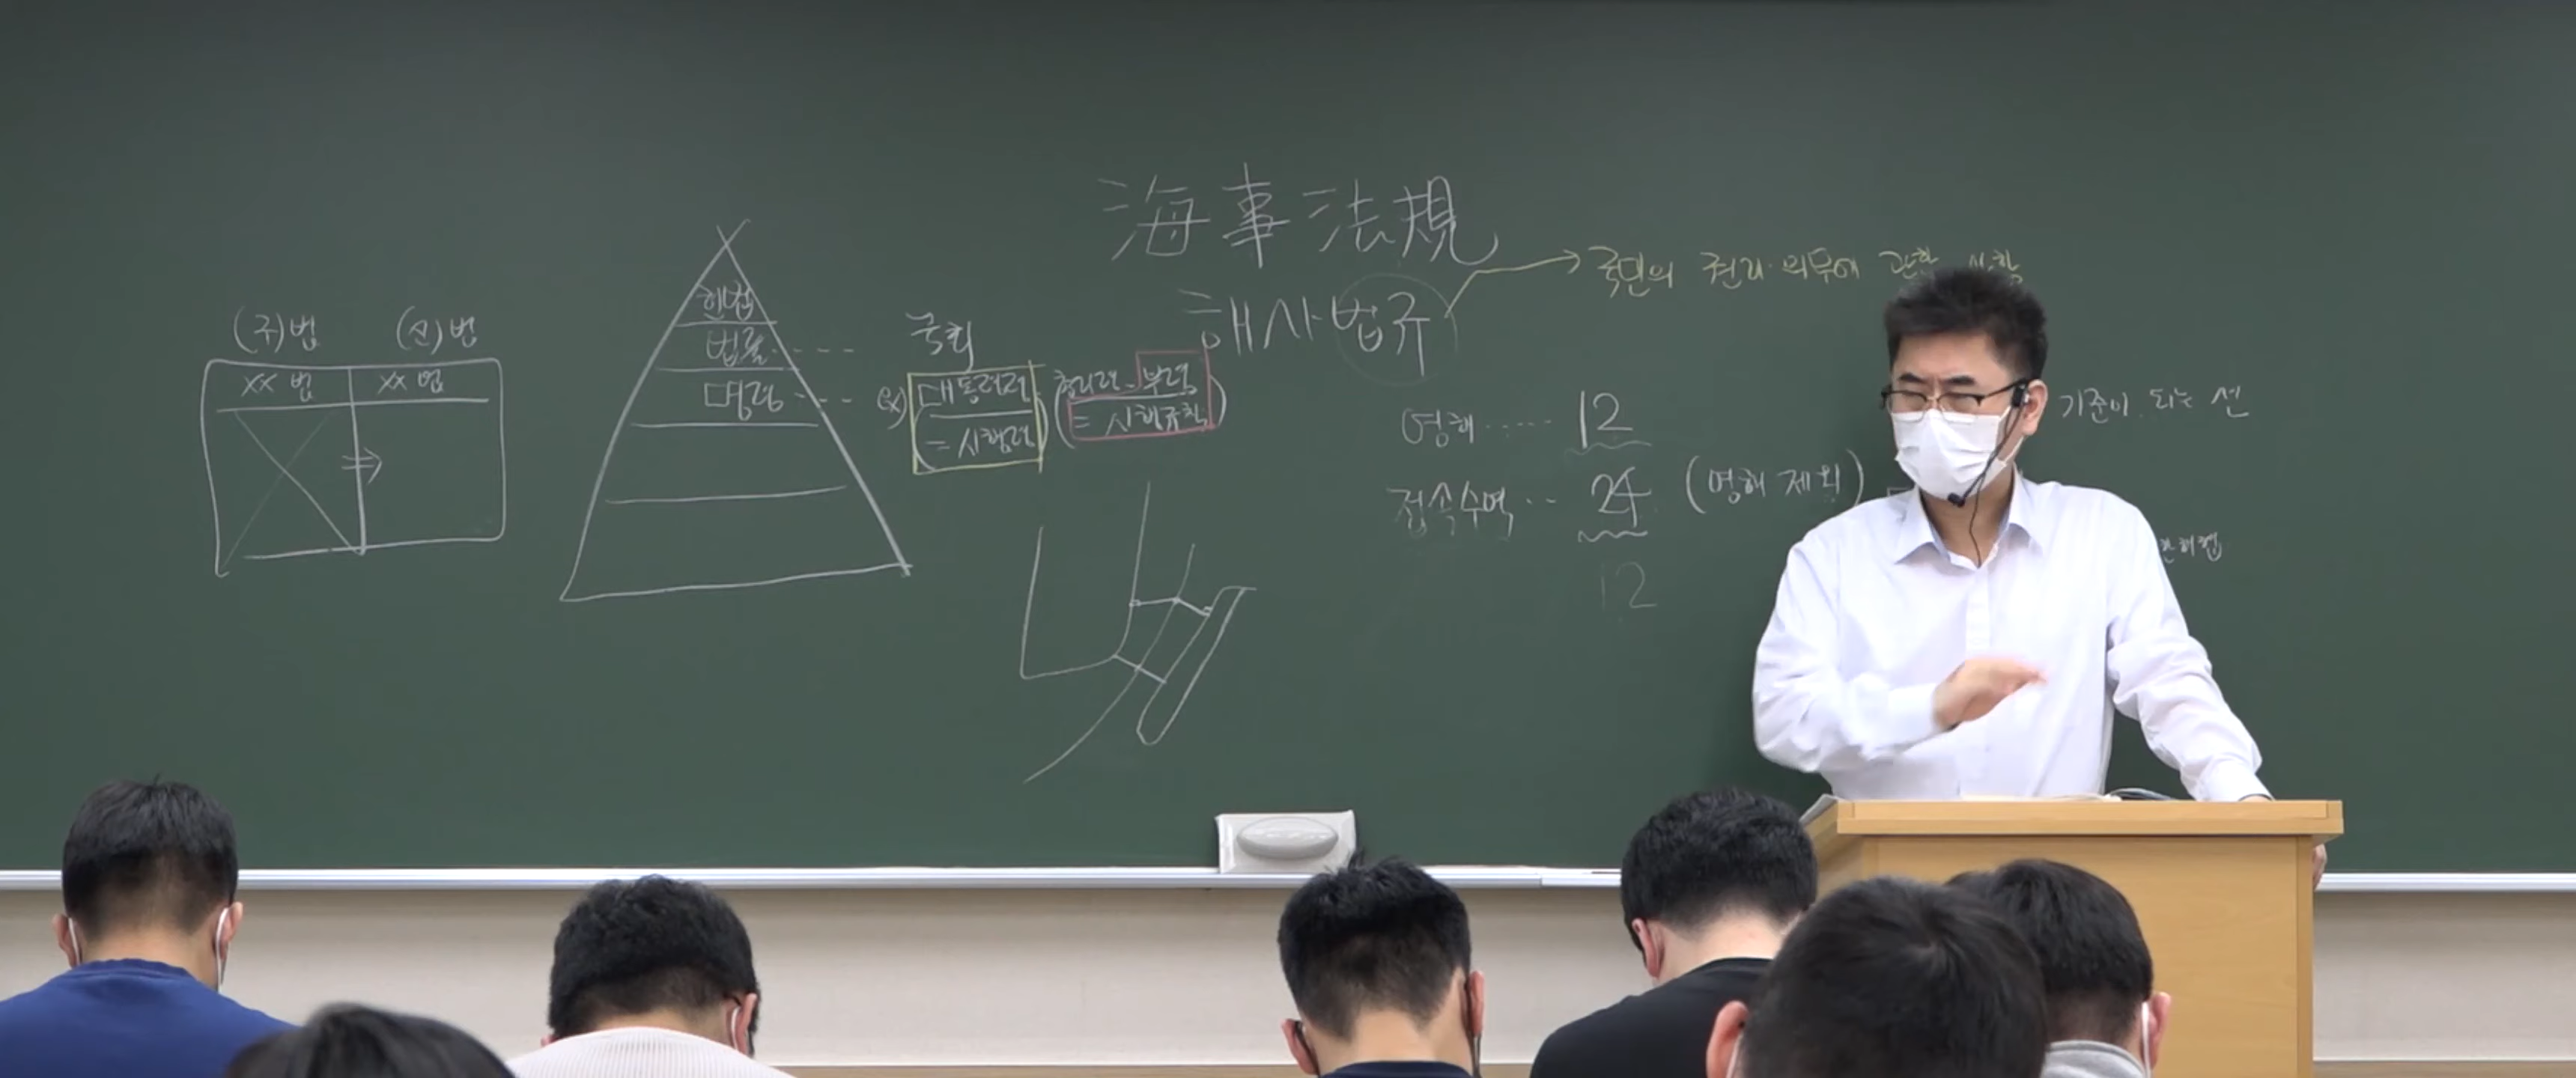 海事法規
해사법규
국민의 권리·의무에 관한 사항
(구)법 (신)법
xx 법 xx 법
헌법
법률 ---- 국회
명령 ---- ex) 대통령령 (총리령 - 부령
(= 시행령) = 시행규칙)
영해 ..... 12
접속수역 .. 24 (영해 제외)
12
기준이 되는 선